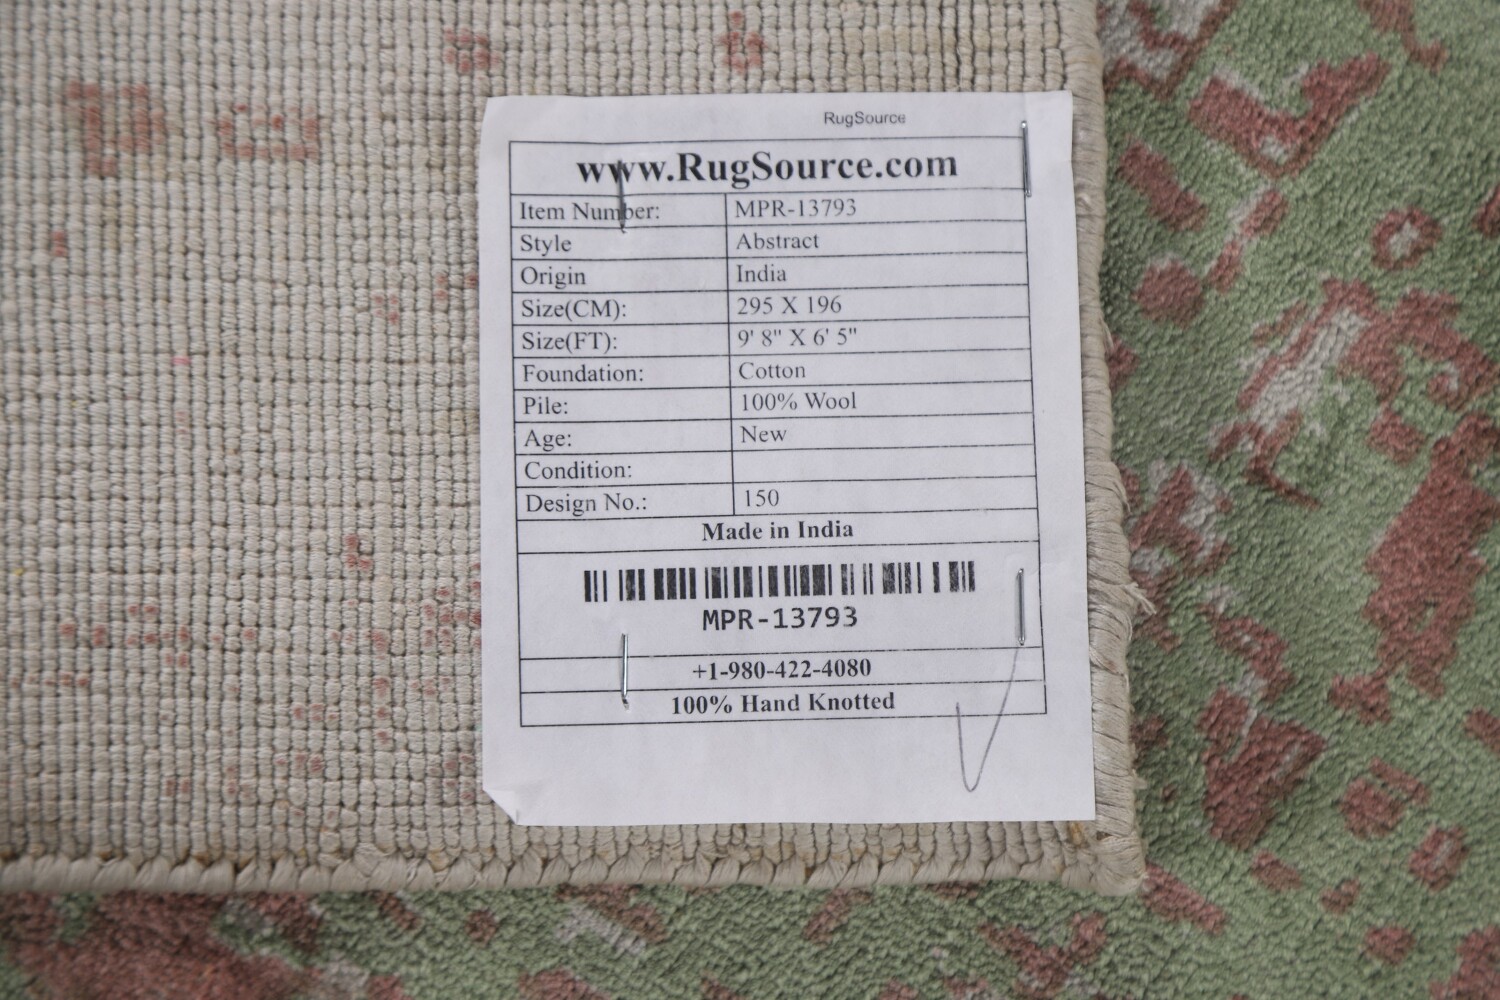 RugSource
www.RugSource.com
Item Number: MPR-13793
Style Abstract
Origin India
Size(CM): 295 X 196
Size(FT): 9' 8" X 6' 5"
Foundation: Cotton
Pile: 100% Wool
Age: New
Condition:
Design No.: 150
Made in India
MPR-13793
+1-980-422-4080
100% Hand Knotted